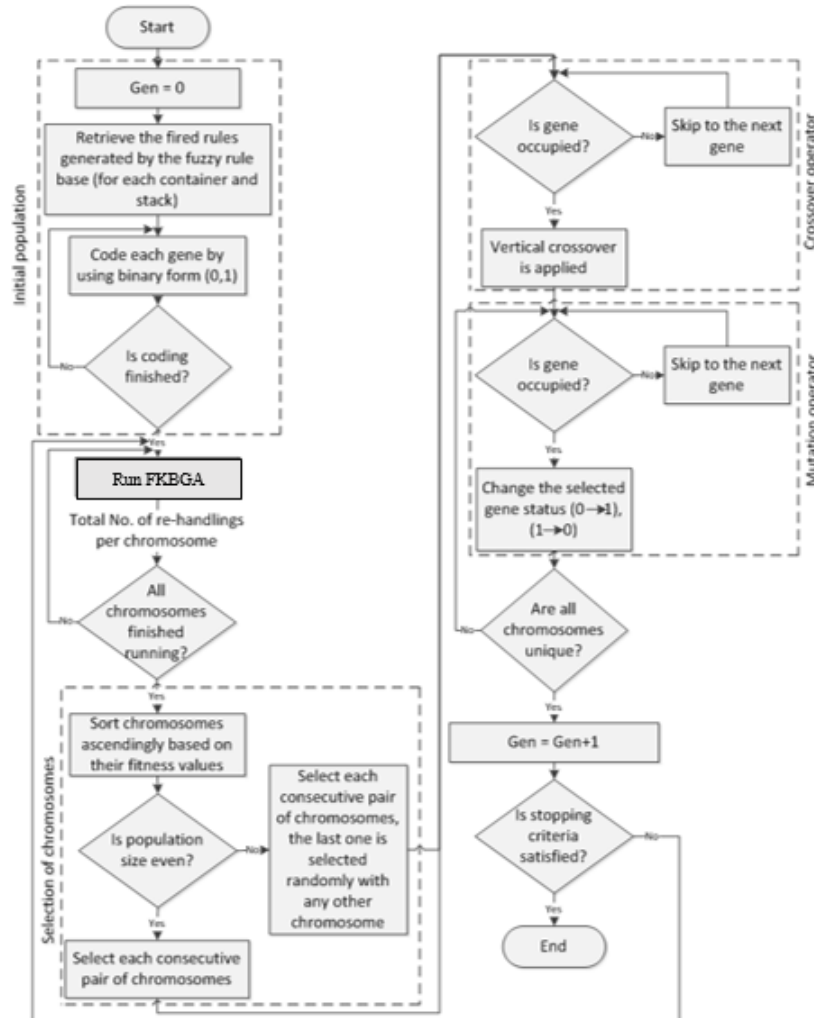 Start
Gen = 0
Retrieve the fired rules
generated by the fuzzy rule
base (for each container and
stack)
Code each gene by
using binary form (0,1)
Is coding
finished?
No
Yes
Initial population
Run FKBGA
Total No. of re-handlings
per chromosome
All
chromosomes
finished
running?
No
Yes
Sort chromosomes
ascendingly based on
their fitness values
Is population
size even?
No
Select each
consecutive pair
of chromosomes,
the last one is
selected
randomly with
any other
chromosome
Yes
Select each consecutive
pair of chromosomes
Selection of chromosomes
Is gene
occupied?
No
Skip to the next
gene
Yes
Vertical crossover
is applied
Crossover operator
Is gene
occupied?
No
Skip to the next
gene
Yes
Change the selected
gene status (0→1),
(1→0)
Mutation operator
Are all
chromosomes
unique?
No
Yes
Gen = Gen+1
Is stopping
criteria
satisfied?
No
Yes
End